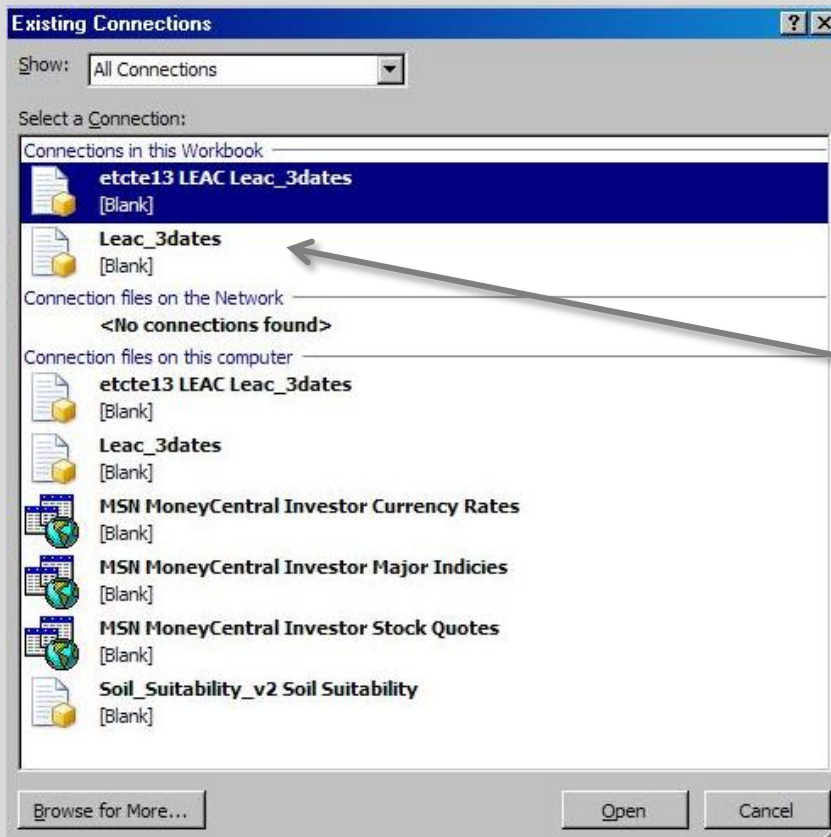 Existing Connections
Show: All Connections
Select a Connection:
Connections in this Workbook
etcte13 LEAC Leac_3dates
[Blank]
Leac_3dates
[Blank]
Connection files on the Network
<No connections found>
Connection files on this computer
etcte13 LEAC Leac_3dates
[Blank]
Leac_3dates
[Blank]
MSN MoneyCentral Investor Currency Rates
[Blank]
MSN MoneyCentral Investor Major Indicies
[Blank]
MSN MoneyCentral Investor Stock Quotes
[Blank]
Soil_Suitability_v2 Soil Suitability
[Blank]
Browse for More... Open Cancel